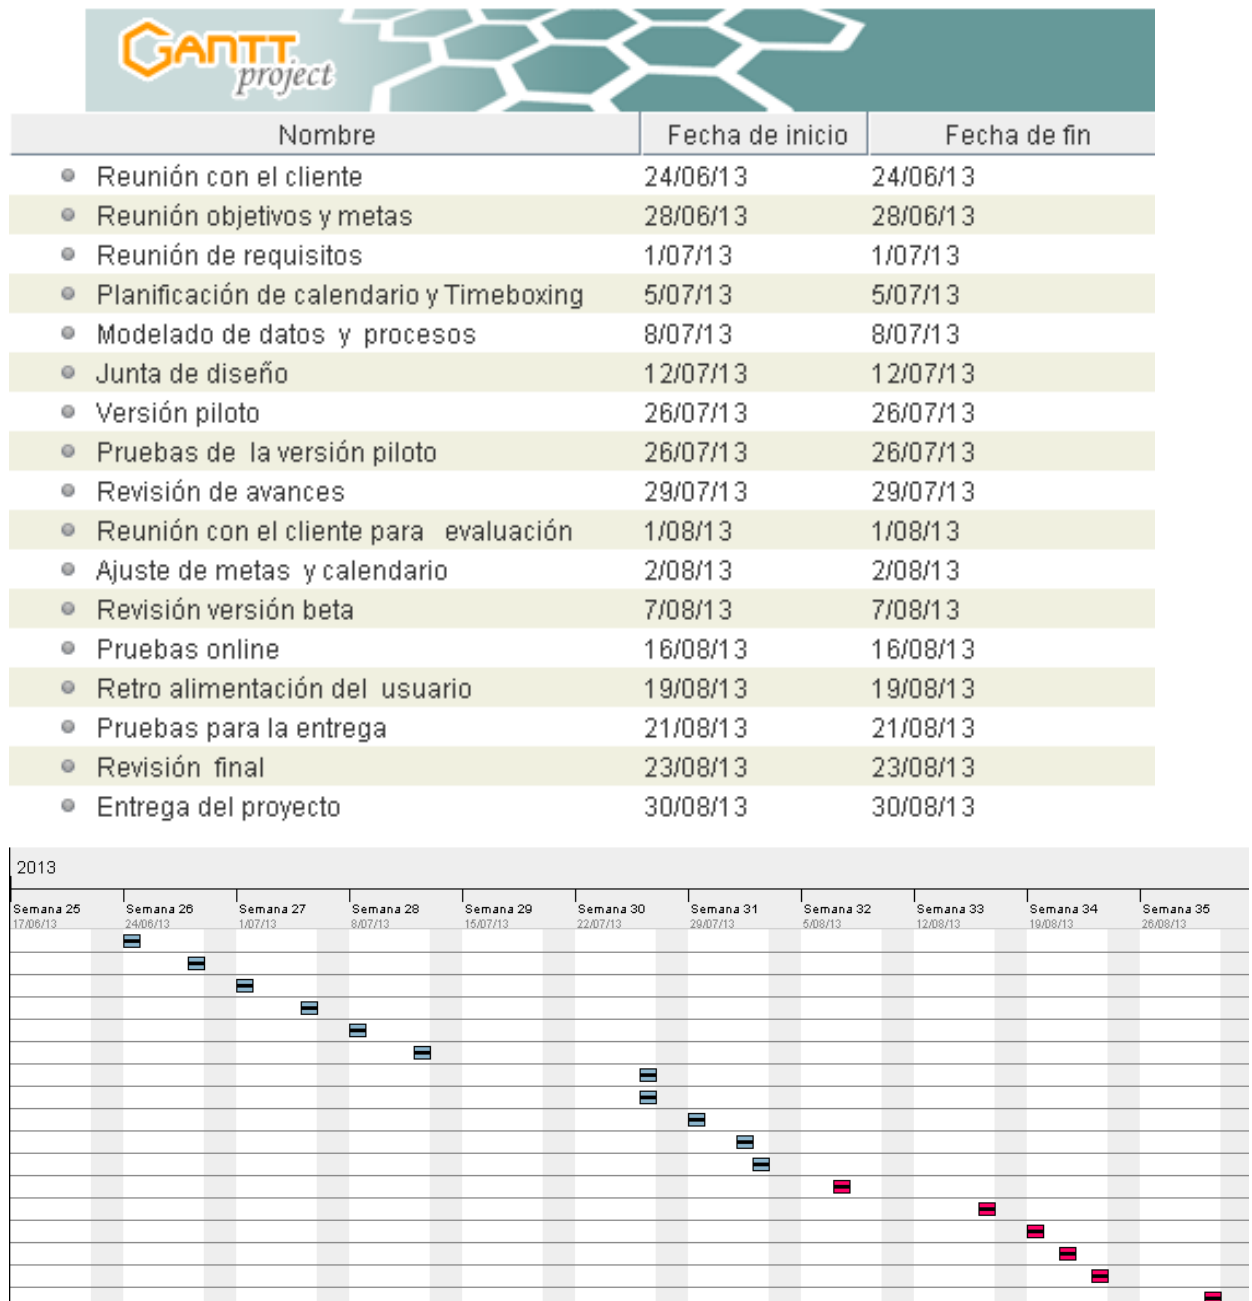 GANTT
project
Nombre Fecha de inicio Fecha de fin
Reunión con el cliente 24/06/13 24/06/13
Reunión objetivos y metas 28/06/13 28/06/13
Reunión de requisitos 1/07/13 1/07/13
Planificación de calendario y Timeboxing 5/07/13 5/07/13
Modelado de datos y procesos 8/07/13 8/07/13
Junta de diseño 12/07/13 12/07/13
Versión piloto 26/07/13 26/07/13
Pruebas de la versión piloto 26/07/13 26/07/13
Revisión de avances 29/07/13 29/07/13
Reunión con el cliente para evaluación 1/08/13 1/08/13
Ajuste de metas y calendario 2/08/13 2/08/13
Revisión versión beta 7/08/13 7/08/13
Pruebas online 16/08/13 16/08/13
Retro alimentación del usuario 19/08/13 19/08/13
Pruebas para la entrega 21/08/13 21/08/13
Revisión final 23/08/13 23/08/13
Entrega del proyecto 30/08/13 30/08/13
2013
Semana 25 Semana 26 Semana 27 Semana 28 Semana 29 Semana 30 Semana 31 Semana 32 Semana 33 Semana 34 Semana 35
17/06/13 24/06/13 1/07/13 8/07/13 15/07/13 22/07/13 29/07/13 5/08/13 12/08/13 19/08/13 26/08/13